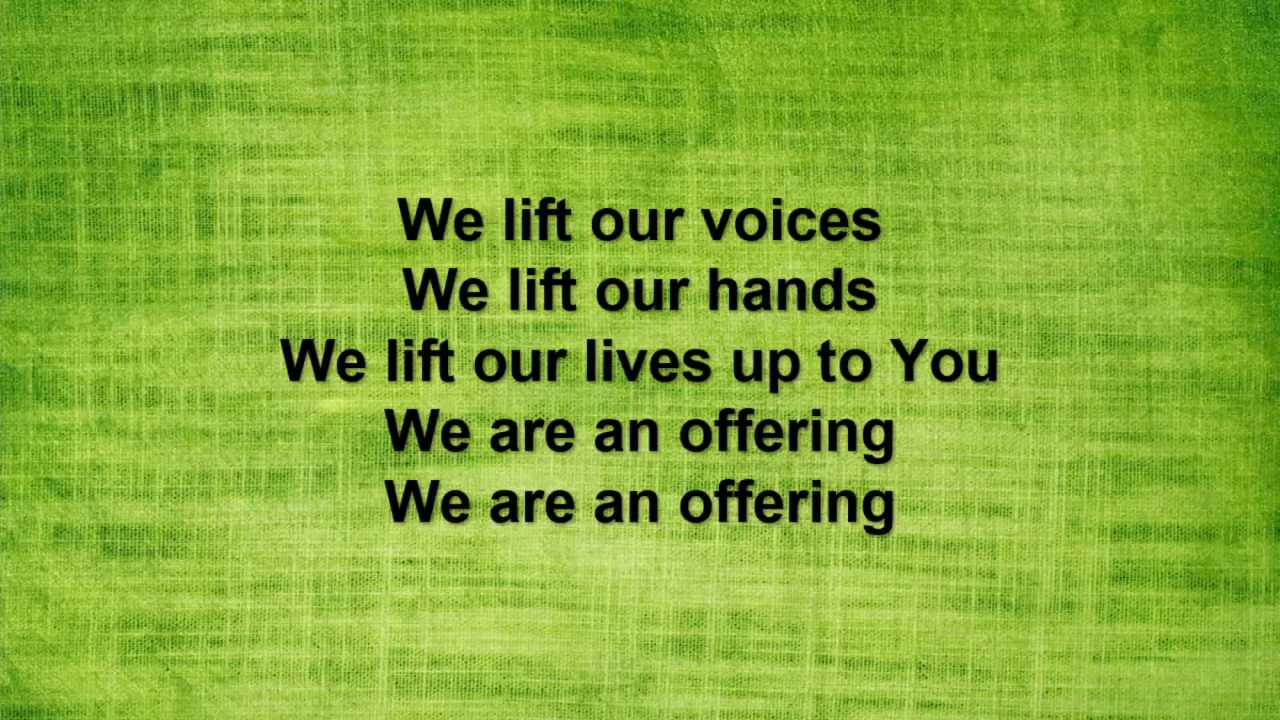 We lift our voices
We lift our hands
We lift our lives up to You
We are an offering
We are an offering